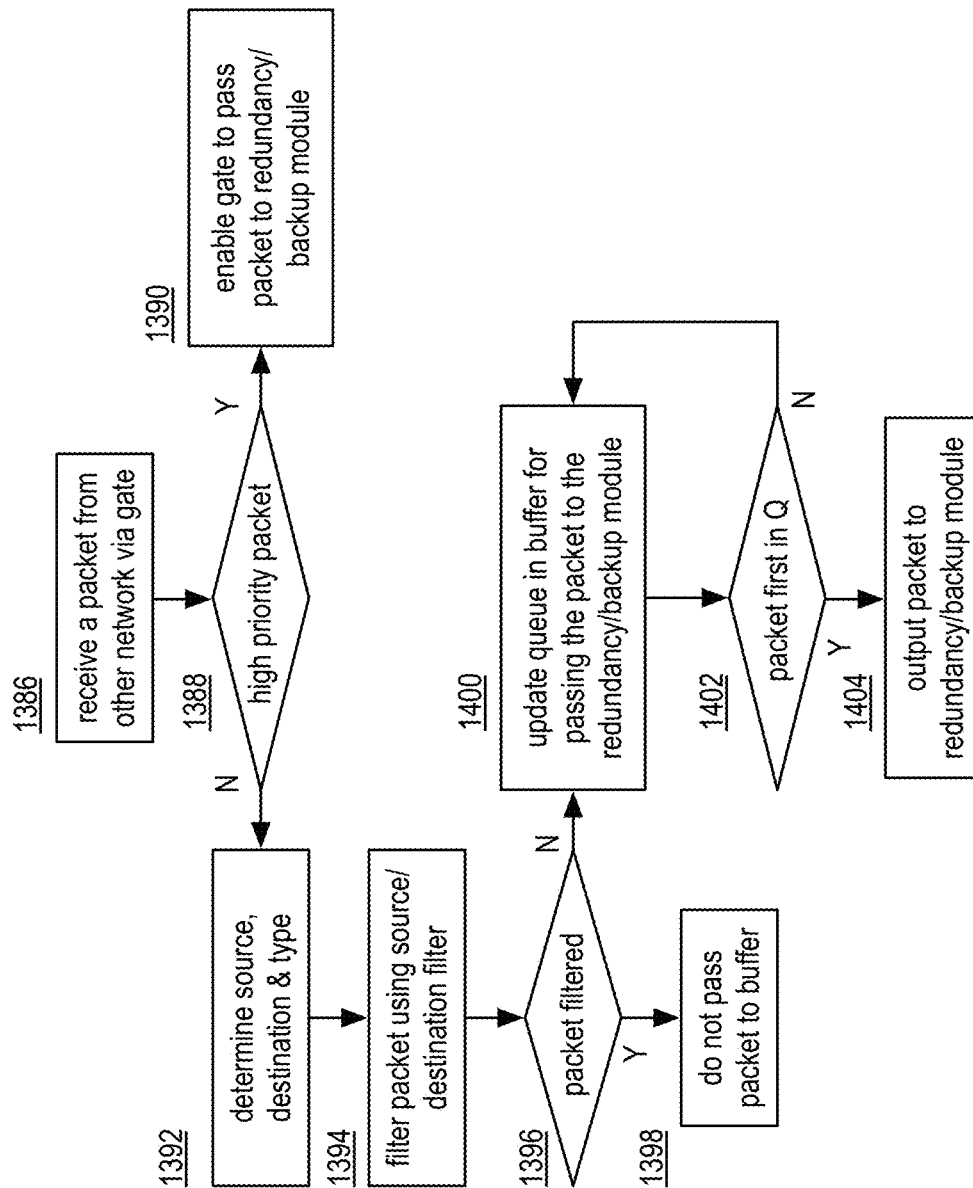 1386
receive a packet from
other network via gate
1388
high priority packet
Y
N
1390
enable gate to pass
packet to redundancy/
backup module
1392
determine source,
destination & type
1394
filter packet using source/
destination filter
1396
packet filtered
N
Y
1398
do not pass
packet to buffer
1400
update queue in buffer for
passing the packet to the
redundancy/backup module
1402
packet first in Q
N
Y
1404
output packet to
redundancy/backup module